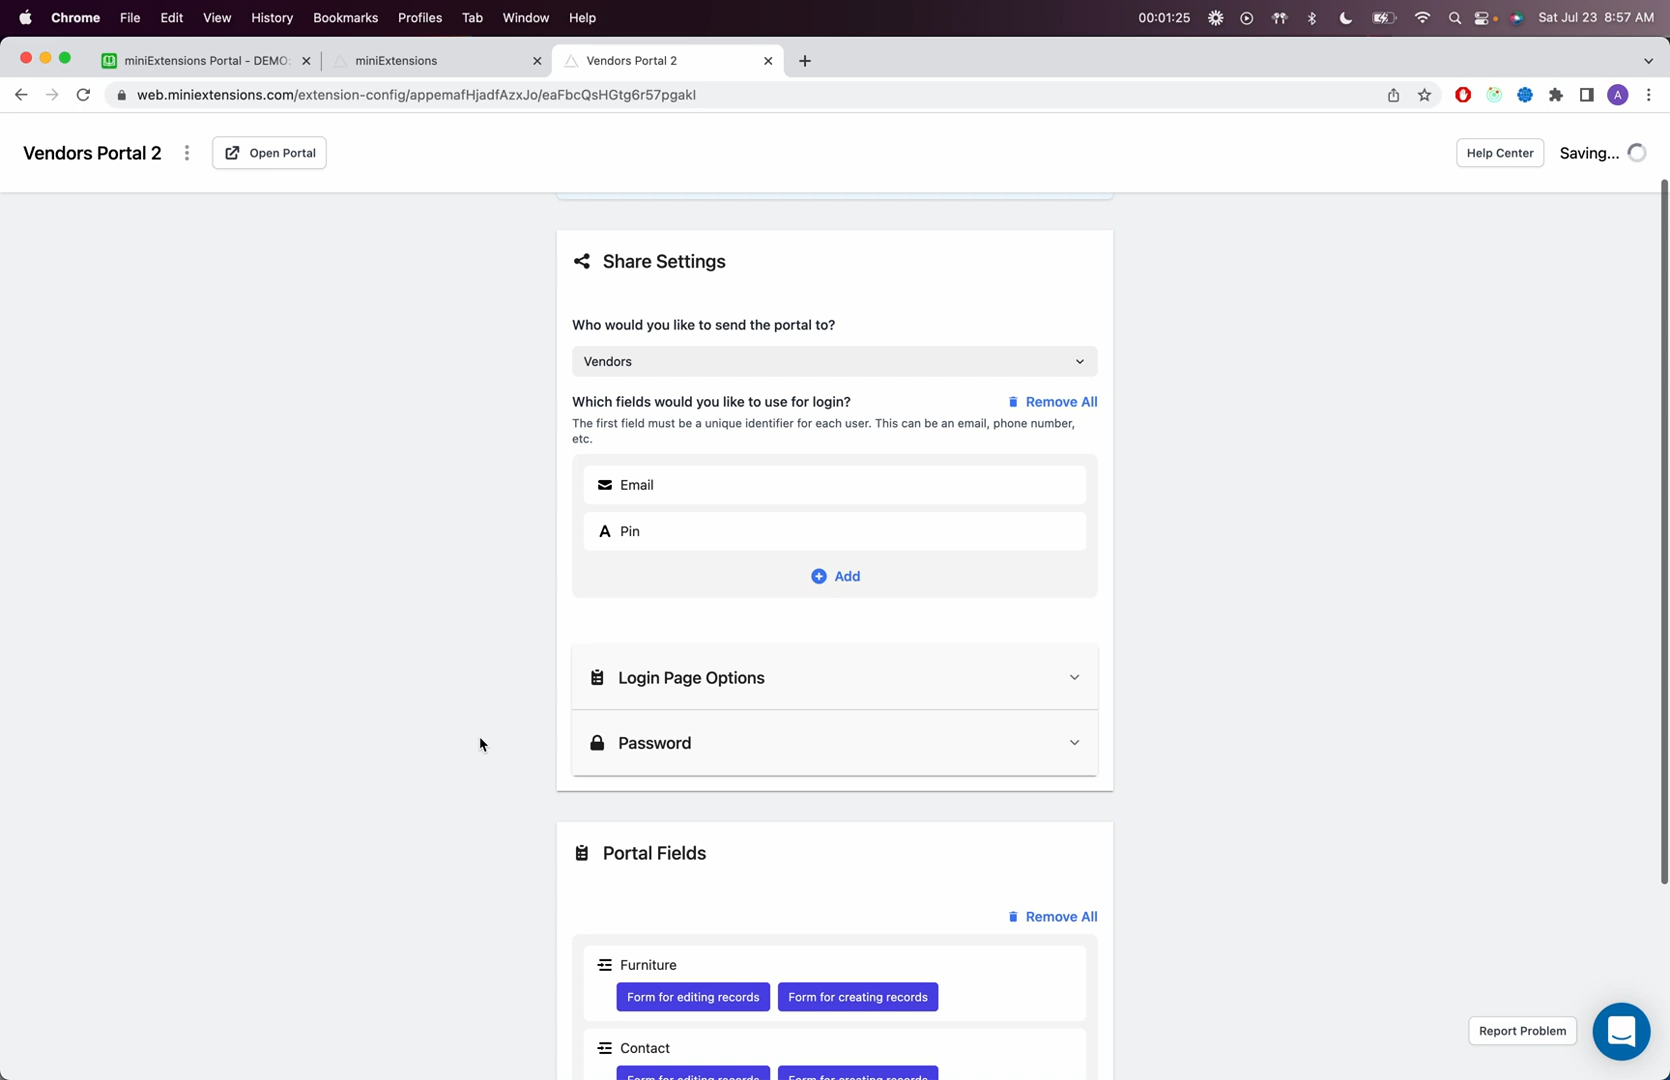 Chrome File Edit View History Bookmarks Profiles Tab Window Help 00:01:25 Sat Jul 23 8:57 AM
miniExtensions Portal - DEMO: miniExtensions Vendors Portal 2
web.miniextensions.com/extension-config/appemafHjadfAzxJo/eaFbcQsHGtg6r57pgakI A
Vendors Portal 2 Open Portal Help Center Saving...
Share Settings
Who would you like to send the portal to?
Vendors
Which fields would you like to use for login? Remove All
The first field must be a unique identifier for each user. This can be an email, phone number,
etc.
Email
A Pin
Add
Login Page Options
Password
Portal Fields
Remove All
Furniture
Form for editing records Form for creating records
Contact
Form for editing records Form for creating records
Report Problem